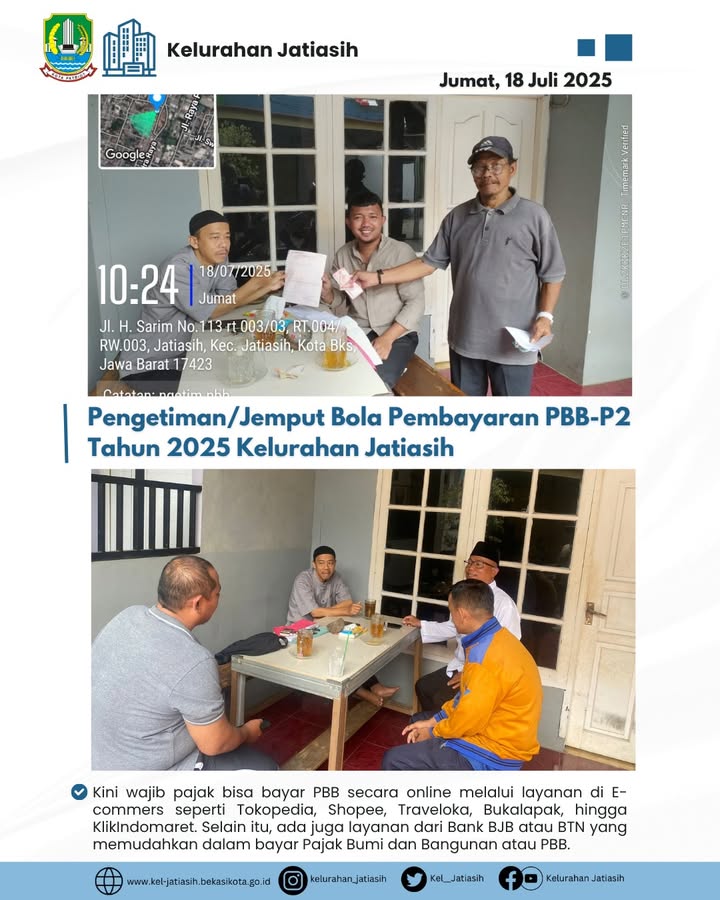 Kelurahan Jatiasih
KOTA PATRIOT
Jumat, 18 Juli 2025
Jl. Raya
Google
10:24
18/07/2025
Jumat
Jl. H. Sarim No.113 rt 003/03, RT.004/
RW.003, Jatiasih, Kec. Jatiasih, Kota Bks,
Jawa Barat 17423
Catatan: ngetim pbb
Timemark Verified
Pengetiman/Jemput Bola Pembayaran PBB-P2
Tahun 2025 Kelurahan Jatiasih
Kini wajib pajak bisa bayar PBB secara online melalui layanan di E-
commers seperti Tokopedia, Shopee, Traveloka, Bukalapak, hingga
KlikIndomaret. Selain itu, ada juga layanan dari Bank BJB atau BTN yang
memudahkan dalam bayar Pajak Bumi dan Bangunan atau PBB.
www.kel-jatiasih.bekasikota.go.id
kelurahan_jatiasih
Kel__Jatiasih
Kelurahan Jatiasih